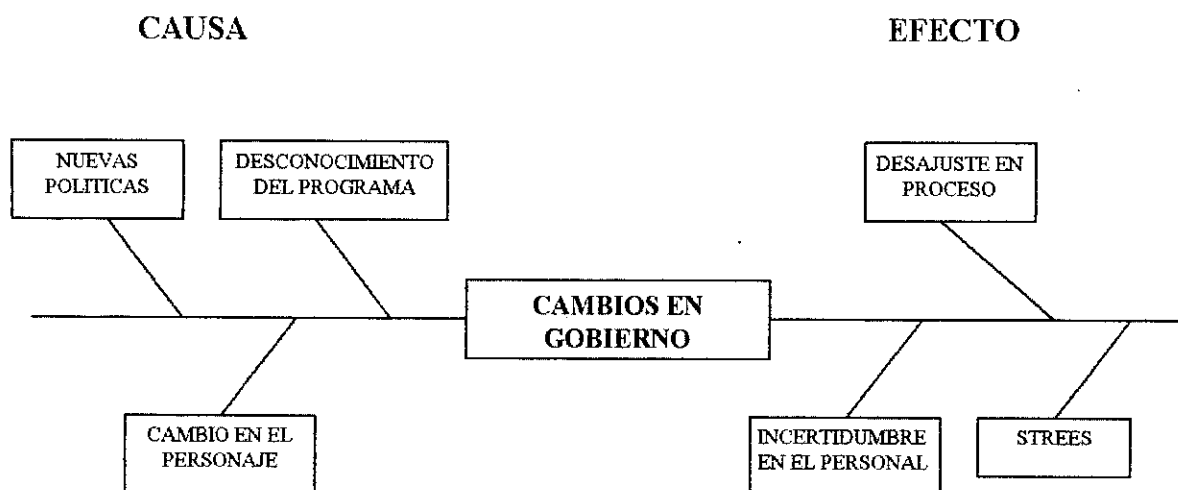 CAUSA
EFECTO
NUEVAS
POLITICAS
DESCONOCIMIENTO
DEL PROGRAMA
DESAJUSTE EN
PROCESO
CAMBIOS EN
GOBIERNO
CAMBIO EN EL
PERSONAJE
INCERTIDUMBRE
EN EL PERSONAL
STREES